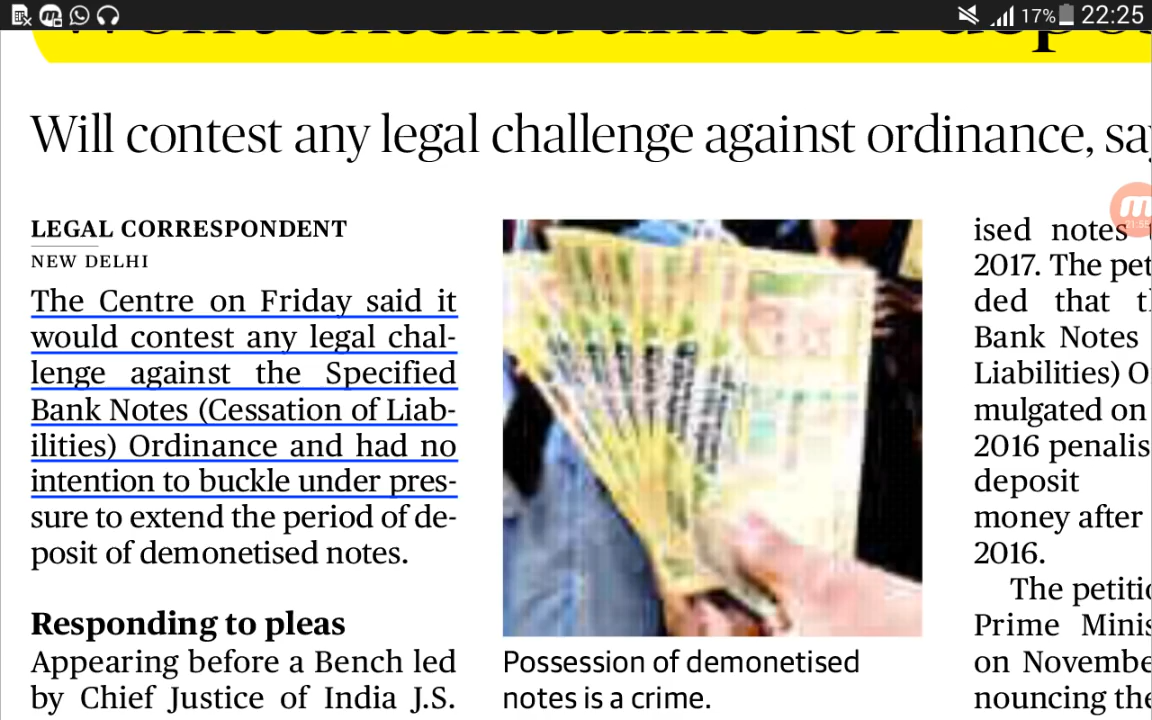 17% 22:25
Will contest any legal challenge against ordinance,
LEGAL CORRESPONDENT
NEW DELHI
The Centre on Friday said it
would contest any legal chal-
lenge against the Specified
Bank Notes (Cessation of Liab-
ilities) Ordinance and had no
intention to buckle under pres-
sure to extend the period of de-
posit of demonetised notes.
Responding to pleas
Appearing before a Bench led
by Chief Justice of India J.S.
Possession of demonetised
notes is a crime.
ised notes
2017. The pet
ded that
Bank Notes
Liabilities) O
mulgated on
2016 penalis
deposit
money after
2016.
The petiti
Prime Minis
on Novembe
nouncing the